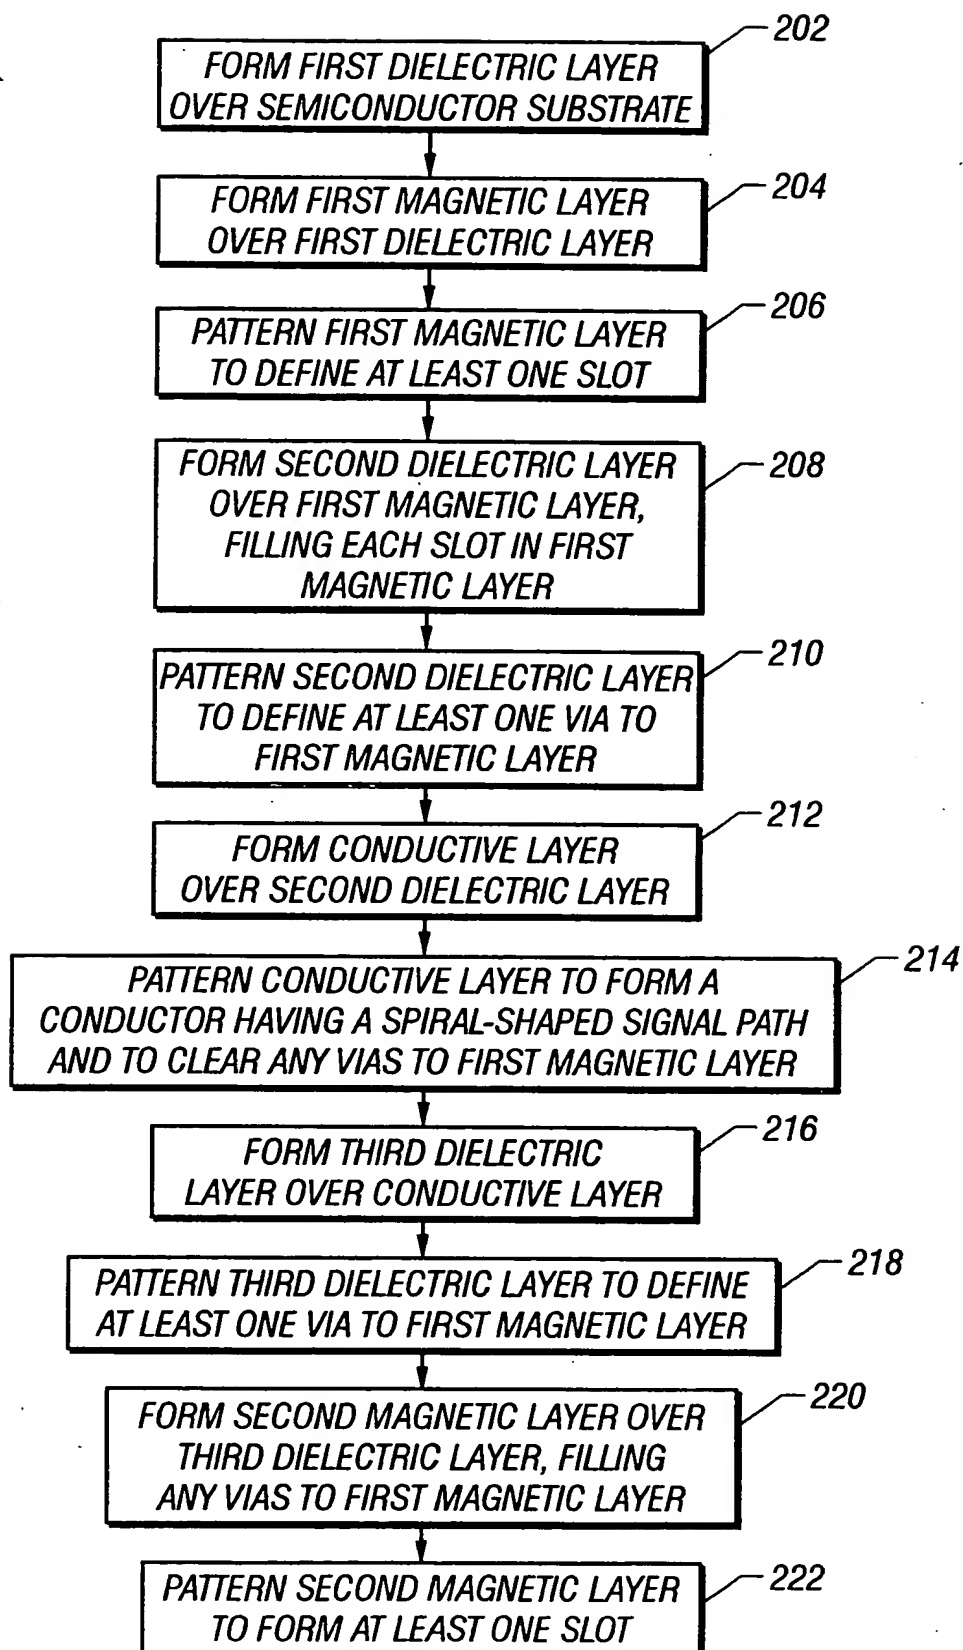 202
FORM FIRST DIELECTRIC LAYER
OVER SEMICONDUCTOR SUBSTRATE
204
FORM FIRST MAGNETIC LAYER
OVER FIRST DIELECTRIC LAYER
206
PATTERN FIRST MAGNETIC LAYER
TO DEFINE AT LEAST ONE SLOT
208
FORM SECOND DIELECTRIC LAYER
OVER FIRST MAGNETIC LAYER,
FILLING EACH SLOT IN FIRST
MAGNETIC LAYER
210
PATTERN SECOND DIELECTRIC LAYER
TO DEFINE AT LEAST ONE VIA TO
FIRST MAGNETIC LAYER
212
FORM CONDUCTIVE LAYER
OVER SECOND DIELECTRIC LAYER
214
PATTERN CONDUCTIVE LAYER TO FORM A
CONDUCTOR HAVING A SPIRAL-SHAPED SIGNAL PATH
AND TO CLEAR ANY VIAS TO FIRST MAGNETIC LAYER
216
FORM THIRD DIELECTRIC
LAYER OVER CONDUCTIVE LAYER
218
PATTERN THIRD DIELECTRIC LAYER TO DEFINE
AT LEAST ONE VIA TO FIRST MAGNETIC LAYER
220
FORM SECOND MAGNETIC LAYER OVER
THIRD DIELECTRIC LAYER, FILLING
ANY VIAS TO FIRST MAGNETIC LAYER
222
PATTERN SECOND MAGNETIC LAYER
TO FORM AT LEAST ONE SLOT